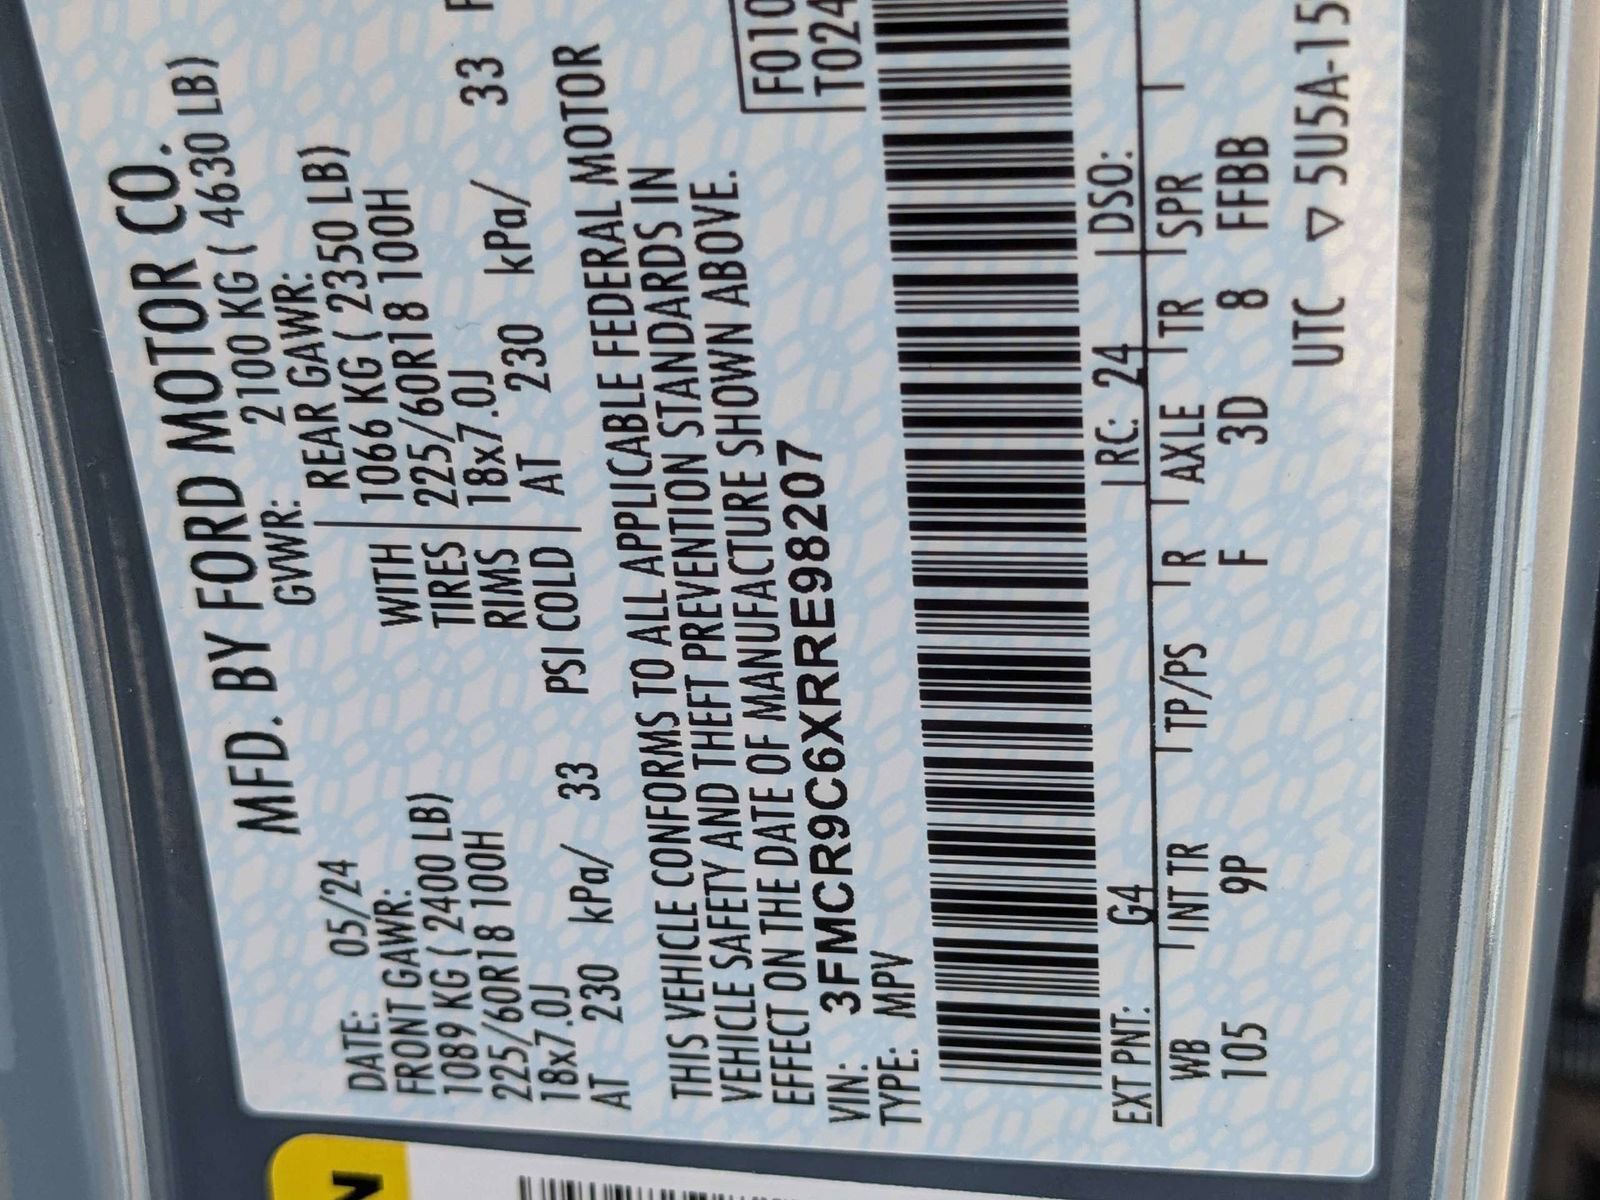 MFD. BY FORD MOTOR CO.
DATE: 05/24 GVWR: 2100 KG ( 4630 LB)
FRONT GAWR: REAR GAWR:
1089 KG ( 2400 LB) WITH 1066 KG ( 2350 LB)
225/60R18 100H TIRES 225/60R18 100H
18x7.0J RIMS 18x7.0J
AT 230 kPa/ 33 PSI COLD AT 230 kPa/ 33
THIS VEHICLE CONFORMS TO ALL APPLICABLE FEDERAL MOTOR
VEHICLE SAFETY AND THEFT PREVENTION STANDARDS IN
EFFECT ON THE DATE OF MANUFACTURE SHOWN ABOVE.
VIN: 3FMCR9C6XRRE98207
TYPE: MPV
F010
T024
EXT PNT: G4 RC: 24 DSO:
WB INT TR TP/PS R AXLE TR SPR
105 9P F 3D 8 FFBB
UTC ▽ 5U5A-15
N